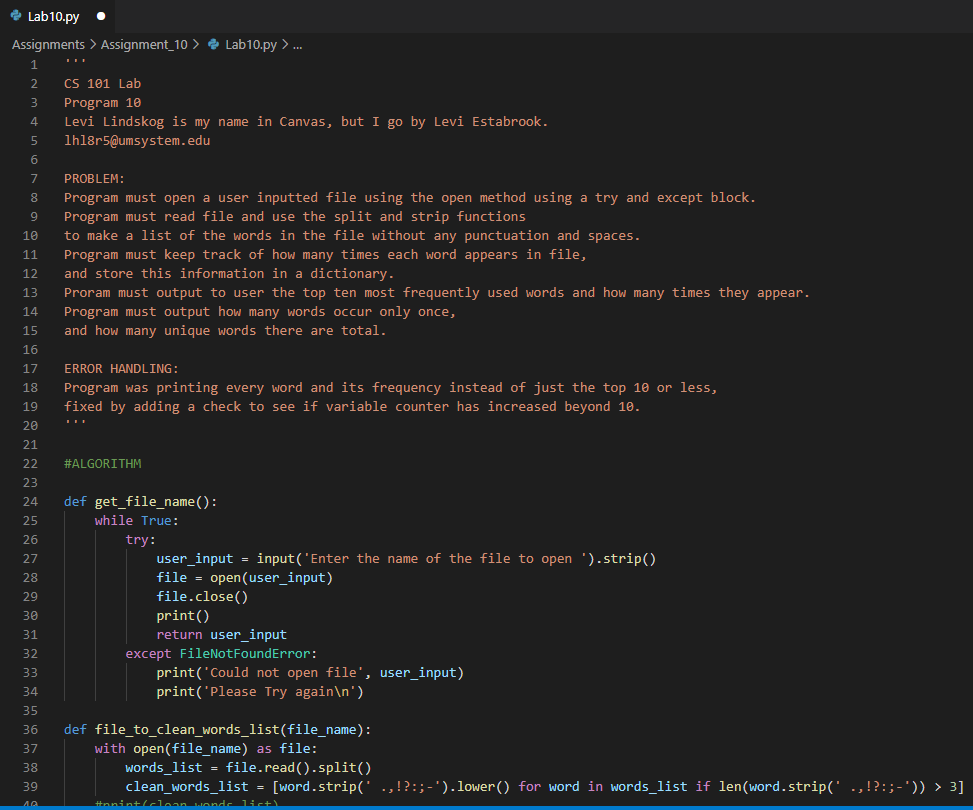 Lab10.py
Assignments > Assignment_10 > Lab10.py > ...
1 '''
2 CS 101 Lab
3 Program 10
4 Levi Lindskog is my name in Canvas, but I go by Levi Estabrook.
5 lhl8r5@umsystem.edu
6
7 PROBLEM:
8 Program must open a user inputted file using the open method using a try and except block.
9 Program must read file and use the split and strip functions
10 to make a list of the words in the file without any punctuation and spaces.
11 Program must keep track of how many times each word appears in file,
12 and store this information in a dictionary.
13 Proram must output to user the top ten most frequently used words and how many times they appear.
14 Program must output how many words occur only once,
15 and how many unique words there are total.
16
17 ERROR HANDLING:
18 Program was printing every word and its frequency instead of just the top 10 or less,
19 fixed by adding a check to see if variable counter has increased beyond 10.
20 '''
21
22 #ALGORITHM
23
24 def get_file_name():
25     while True:
26         try:
27             user_input = input('Enter the name of the file to open ').strip()
28             file = open(user_input)
29             file.close()
30             print()
31             return user_input
32         except FileNotFoundError:
33             print('Could not open file', user_input)
34             print('Please Try again\n')
35
36 def file_to_clean_words_list(file_name):
37     with open(file_name) as file:
38         words_list = file.read().split()
39         clean_words_list = [word.strip(' .,!?:;-').lower() for word in words_list if len(word.strip(' .,!?:;-')) > 3]
40     #print(clean_words_list)